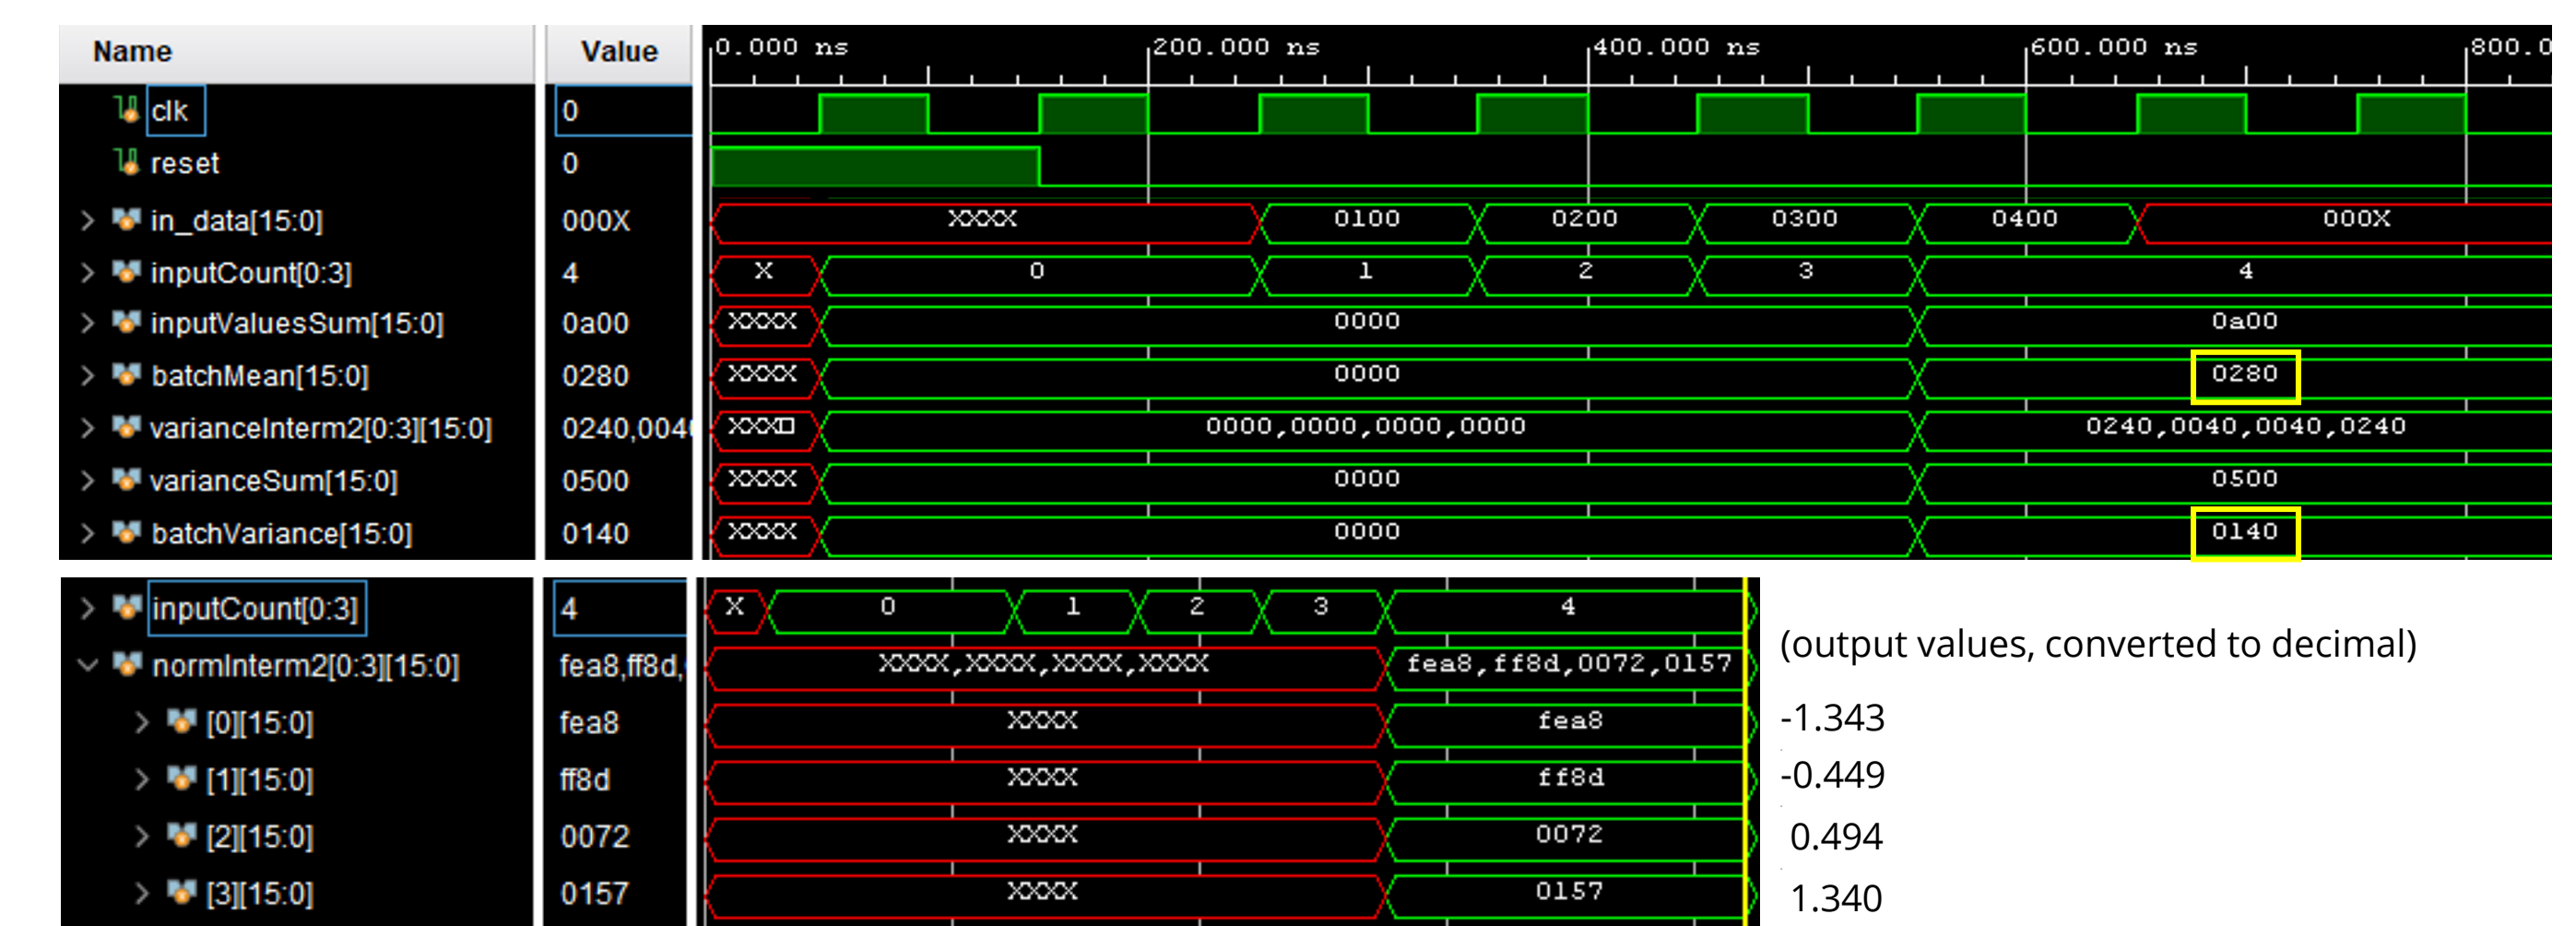 Name Value 0.000 ns 200.000 ns 400.000 ns 600.000 ns 800.0
clk 0
reset 0
in_data[15:0] 000X XXXX 0100 0200 0300 0400 000X
inputCount[0:3] 4 X 0 1 2 3 4
inputValuesSum[15:0] 0a00 XXXX 0000 0a00
batchMean[15:0] 0280 XXXX 0000 0280
varianceInterm2[0:3][15:0] 0240,004 XXX 0000,0000,0000,0000 0240,0040,0040,0240
varianceSum[15:0] 0500 XXXX 0000 0500
batchVariance[15:0] 0140 XXXX 0000 0140
inputCount[0:3] 4 X 0 1 2 3 4
(output values, converted to decimal)
normInterm2[0:3][15:0] fea8,ff8d, XXXX,XXXX,XXXX,XXXX fea8,ff8d,0072,0157
[0][15:0] fea8 XXXX fea8 -1.343
[1][15:0] ff8d XXXX ff8d -0.449
[2][15:0] 0072 XXXX 0072 0.494
[3][15:0] 0157 XXXX 0157 1.340